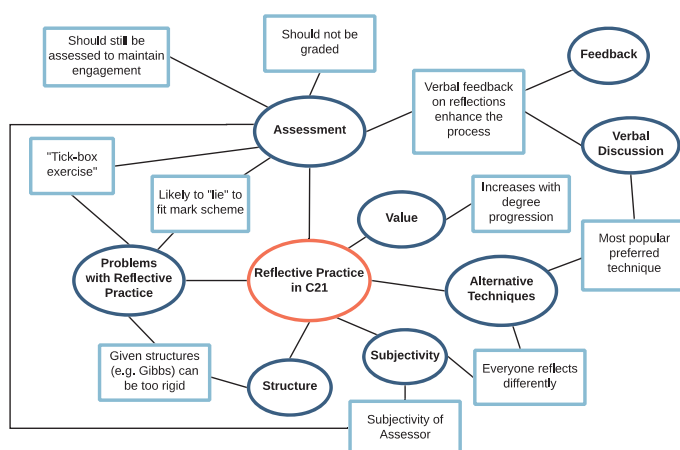 Should still be
assessed to maintain
engagement
Should not be
graded
Feedback
Assessment
Verbal feedback
on reflections
enhance the
process
Verbal
Discussion
"Tick-box
exercise"
Likely to "lie" to
fit mark scheme
Value
Increases with
degree
progression
Most popular
preferred
technique
Problems
with Reflective
Practice
Reflective Practice
in C21
Alternative
Techniques
Given structures
(e.g. Gibbs) can
be too rigid
Structure
Subjectivity
Everyone reflects
differently
Subjectivity of
Assessor